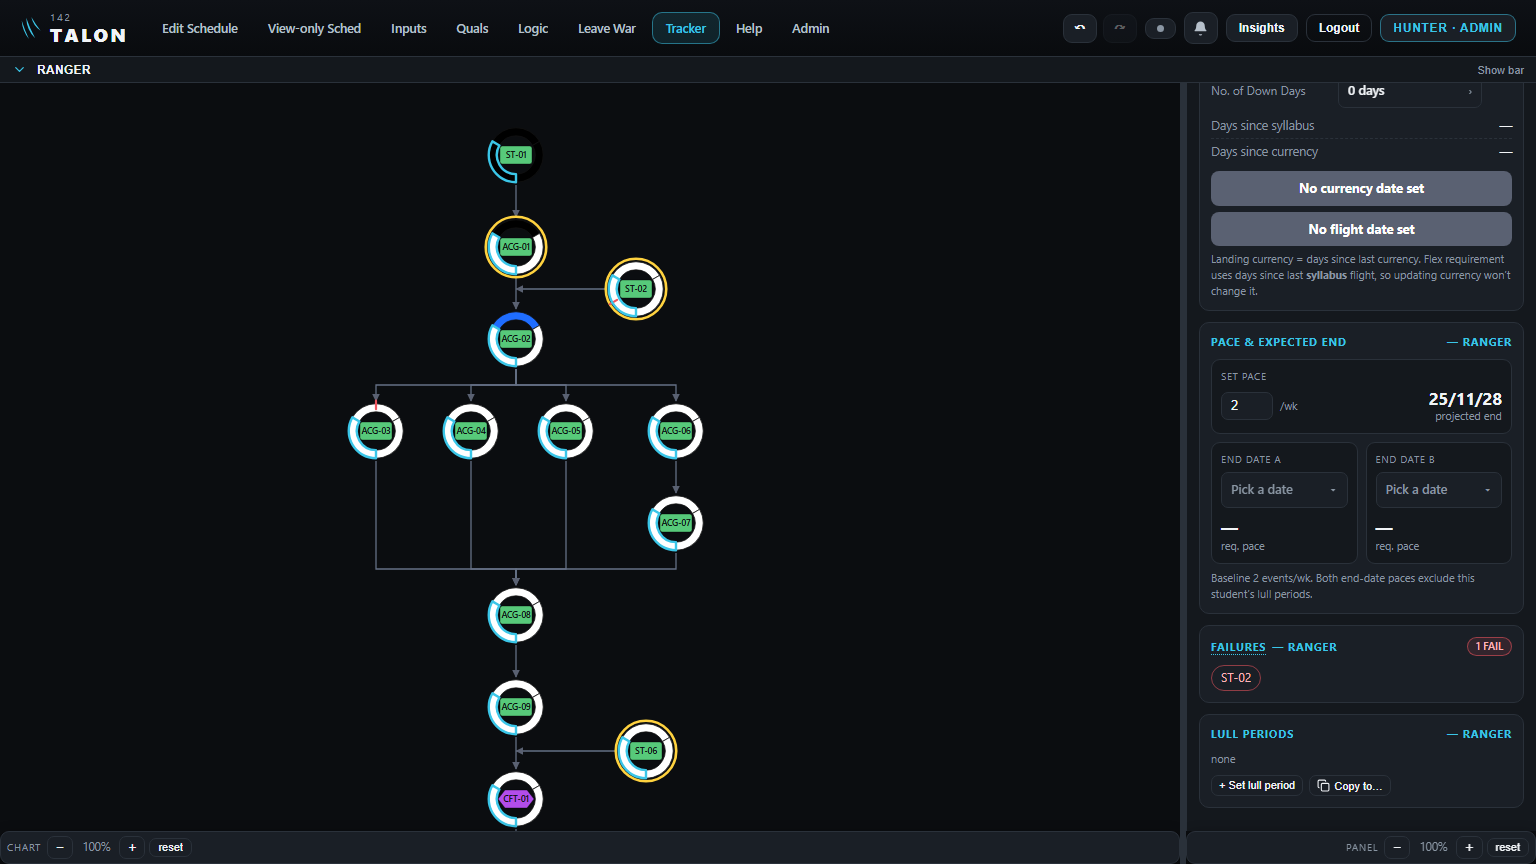 142
TALON
Edit Schedule
View-only Sched
Inputs
Quals
Logic
Leave War
Tracker
Help
Admin
Insights
Logout
HUNTER · ADMIN
RANGER
Show bar
ST-01
ACG-01
ST-02
ACG-02
ACG-03
ACG-04
ACG-05
ACG-06
ACG-07
ACG-08
ACG-09
ST-06
CFT-01
CHART
−
100%
+
reset
No. of Down Days
0 days
Days since syllabus
—
Days since currency
—
No currency date set
No flight date set
Landing currency = days since last currency. Flex requirement
uses days since last syllabus flight, so updating currency won't
change it.
PACE & EXPECTED END
— RANGER
SET PACE
2
/wk
25/11/28
projected end
END DATE A
Pick a date
—
req. pace
END DATE B
Pick a date
—
req. pace
Baseline 2 events/wk. Both end-date paces exclude this
student's lull periods.
FAILURES — RANGER
1 FAIL
ST-02
LULL PERIODS
— RANGER
none
+ Set lull period
Copy to...
PANEL
−
100%
+
reset